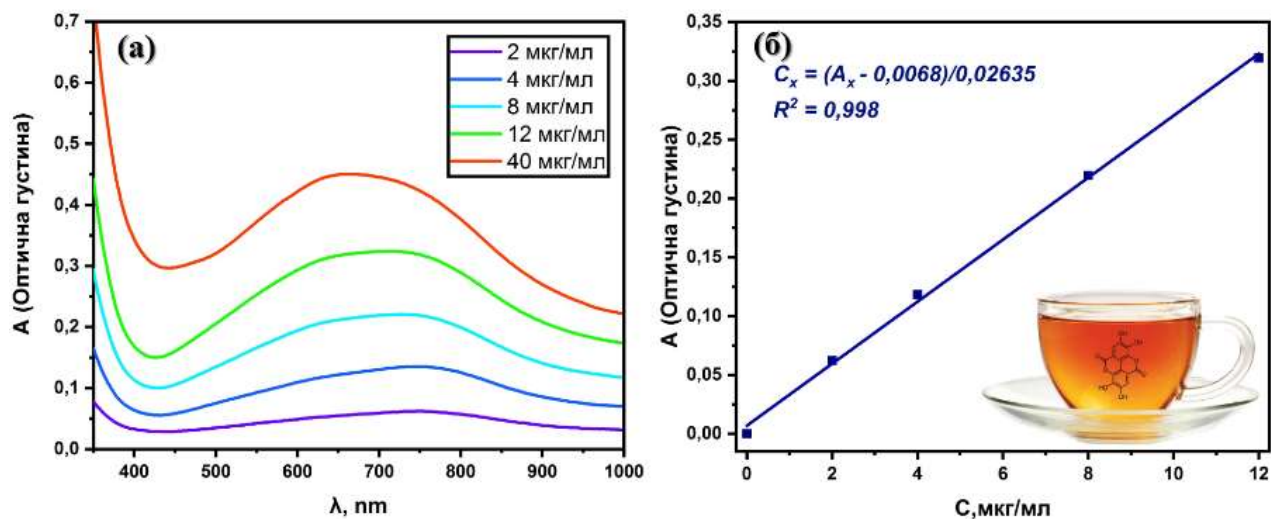 (а)
2 мкг/мл
4 мкг/мл
8 мкг/мл
12 мкг/мл
40 мкг/мл
0,7
0,6
0,5
0,4
0,3
0,2
0,1
0,0
A (Оптична густина)
400 500 600 700 800 900 1000
λ, nm
(б)
Cₓ = (Aₓ - 0,0068)/0,02635
R² = 0,998
0,35
0,30
0,25
0,20
0,15
0,10
0,05
0,00
A (Оптична густина)
0 2 4 6 8 10 12
C,мкг/мл